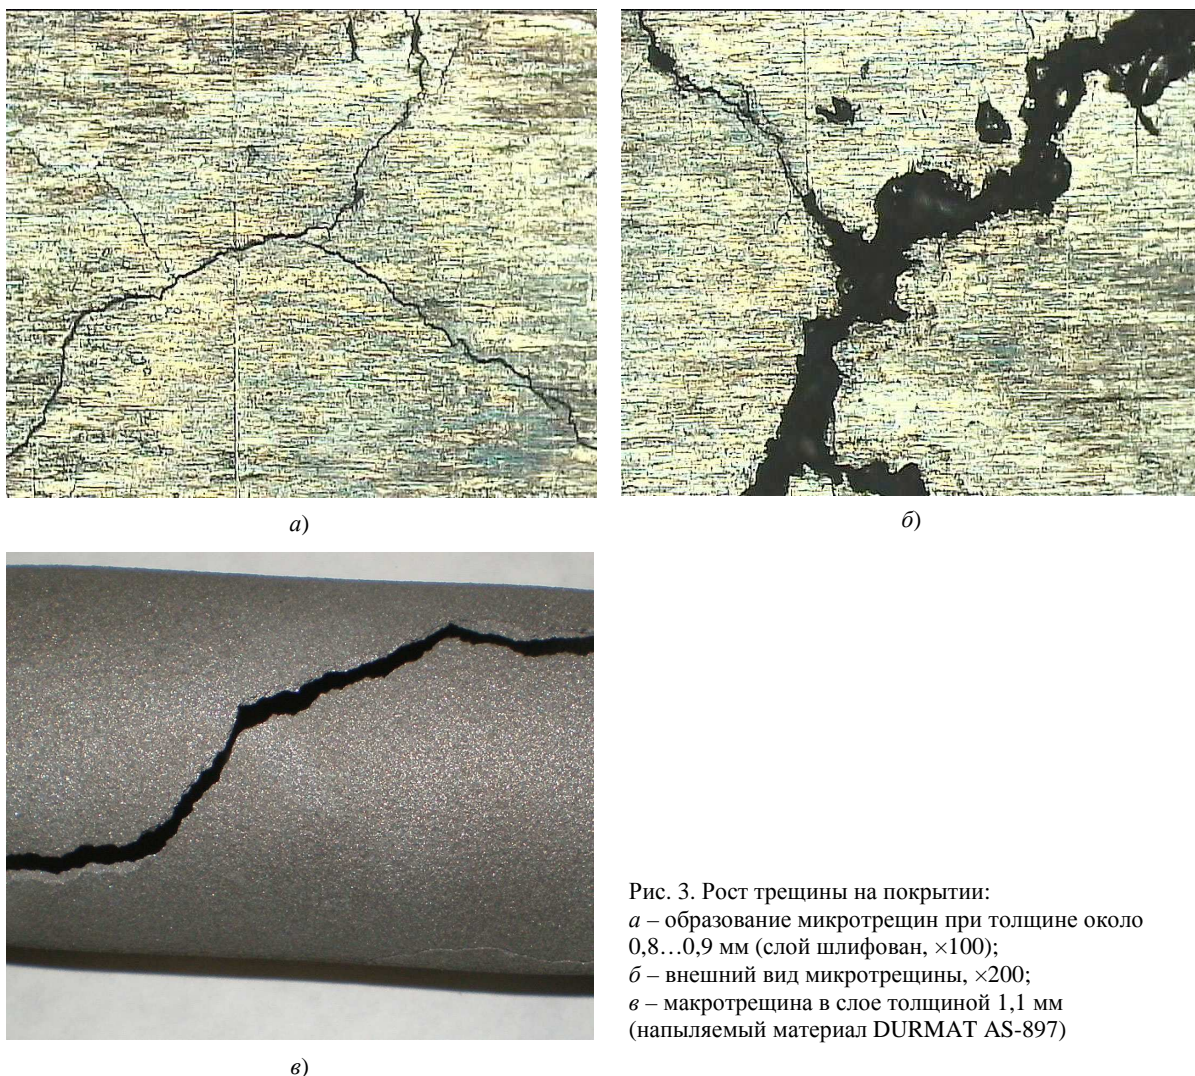 а)
б)
в)
Рис. 3. Рост трещины на покрытии:
а – образование микротрещин при толщине около
0,8…0,9 мм (слой шлифован, ×100);
б – внешний вид микротрещины, ×200;
в – макротрещина в слое толщиной 1,1 мм
(напыляемый материал DURMAT AS-897)